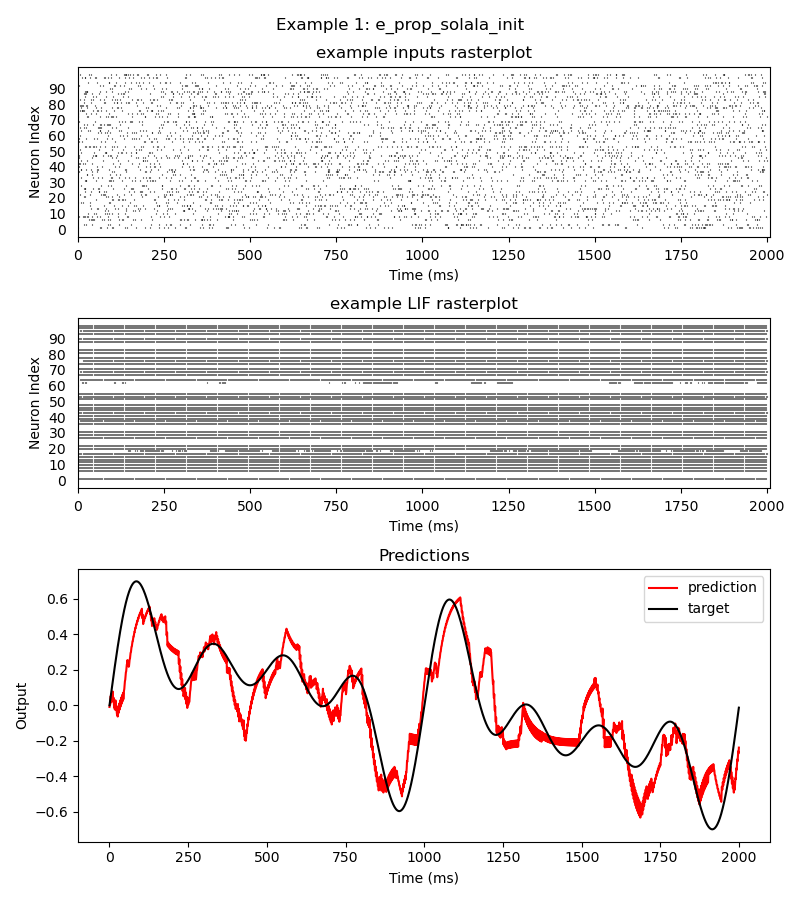 Example 1: e_prop_solala_init
example inputs rasterplot
Neuron Index
90
80
70
60
50
40
30
20
10
0
0 250 500 750 1000 1250 1500 1750 2000
Time (ms)
example LIF rasterplot
Neuron Index
90
80
70
60
50
40
30
20
10
0
0 250 500 750 1000 1250 1500 1750 2000
Time (ms)
Predictions
prediction
target
Output
0.6
0.4
0.2
0.0
−0.2
−0.4
−0.6
0 250 500 750 1000 1250 1500 1750 2000
Time (ms)